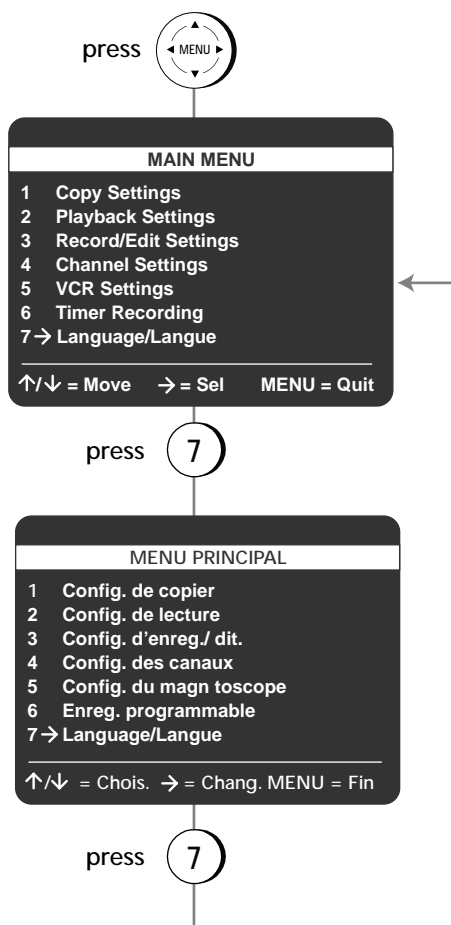 press MENU
MAIN MENU
1 Copy Settings
2 Playback Settings
3 Record/Edit Settings
4 Channel Settings
5 VCR Settings
6 Timer Recording
7→ Language/Langue
↑/↓ = Move → = Sel MENU = Quit
press 7
MENU PRINCIPAL
1 Config. de copier
2 Config. de lecture
3 Config. d’enreg./ dit.
4 Config. des canaux
5 Config. du magn toscope
6 Enreg. programmable
7→ Language/Langue
↑/↓ = Chois. → = Chang. MENU = Fin
press 7